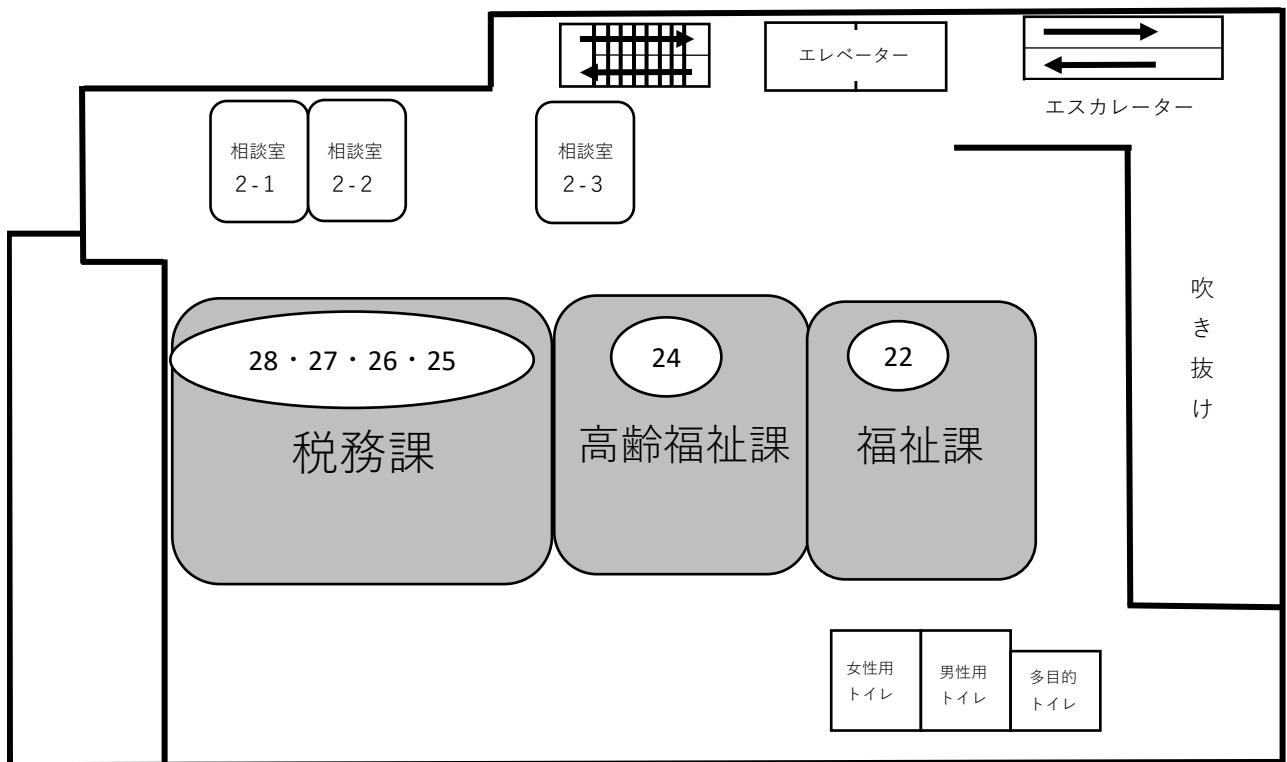 エレベーター
エスカレーター
相談室
2-1
相談室
2-2
相談室
2-3
吹き抜け
28・27・26・25
税務課
24
高齢福祉課
22
福祉課
女性用
トイレ
男性用
トイレ
多目的
トイレ